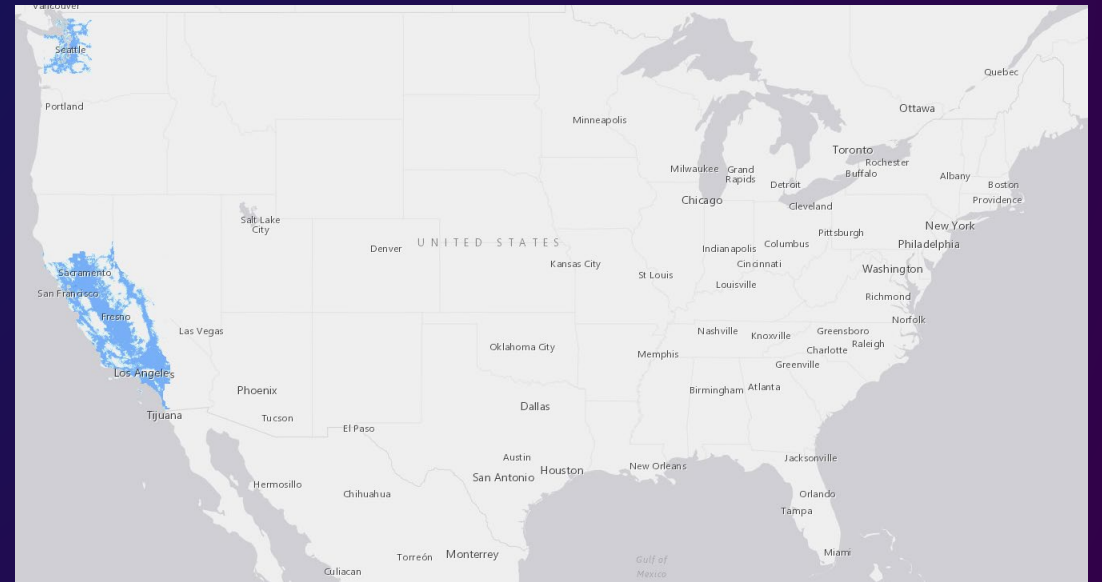 Vancouver
Seattle
Portland
Quebec
Ottawa
Minneapolis
Toronto
Rochester
Buffalo
Milwaukee
Grand
Rapids
Detroit
Albany
Boston
Providence
Chicago
Cleveland
Salt Lake
City
New York
Pittsburgh
Denver
UNITED STATES
Indianapolis
Columbus
Philadelphia
Sacramento
Kansas City
St Louis
Cincinnati
Washington
Louisville
San Francisco
Richmond
Fresno
Norfolk
Las Vegas
Nashville
Knoxville
Greensboro
Raleigh
Oklahoma City
Memphis
Charlotte
Greenville
Los Angeles
Phoenix
Birmingham
Atlanta
Dallas
Tijuana
Tucson
El Paso
Austin
Jacksonville
New Orleans
Houston
San Antonio
Hermosillo
Chihuahua
Orlando
Tampa
Torreón
Monterrey
Miami
Gulf of
Mexico
Culiacan